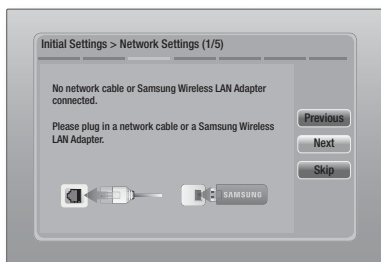 Initial Settings > Network Settings (1/5)
No network cable or Samsung Wireless LAN Adapter
connected.
Please plug in a network cable or a Samsung Wireless
LAN Adapter.
Previous
Next
Skip
SAMSUNG